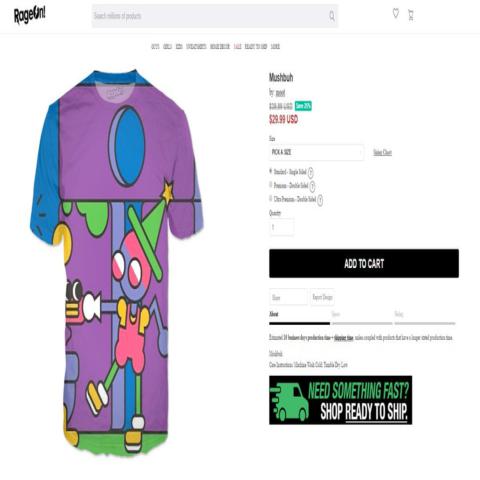 RageOn!
Search millions of products
GUYS GIRLS KIDS SWEATSHIRTS HOME DECOR SALE READY TO SHIP MORE
Mushbuh
by
$39.99 USD Save 25%
$29.99 USD
Size
PICK A SIZE
Sizing Chart
Standard - Single Sided ?
Premium - Double Sided ?
Ultra Premium - Double Sided ?
Quantity
1
ADD TO CART
Share
Report Design
About
Specs
Sizing
Estimated 10 business days production time + shipping time, unless coupled with products that have a longer stated production time.
Mushbuh
Care Instructions: Machine Wash Cold; Tumble Dry Low
NEED SOMETHING FAST?
SHOP READY TO SHIP.